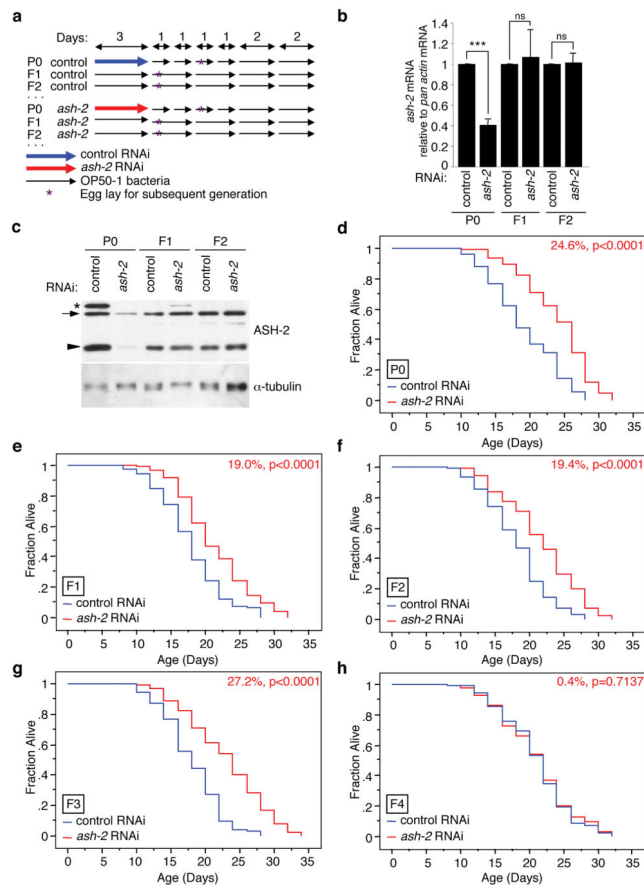 a
Days: 3 1 1 1 1 1 2 2
P0 control
F1 control
F2 control
. . .
P0 ash-2
F1 ash-2
F2 ash-2
. . .
control RNAi
ash-2 RNAi
OP50-1 bacteria
* Egg lay for subsequent generation
b
ash-2 mRNA
relative to pan actin mRNA
1.4
1.2
1
0.8
0.6
0.4
0.2
0
***
ns
ns
RNAi: control ash-2 control ash-2 control ash-2
P0 F1 F2
c
P0 F1 F2
RNAi: control ash-2 control ash-2 control ash-2
*
ASH-2
α-tubulin
d
24.6%, p<0.0001
Fraction Alive
1
.8
.6
.4
.2
0
P0
control RNAi
ash-2 RNAi
0 5 10 15 20 25 30 35
Age (Days)
e
19.0%, p<0.0001
Fraction Alive
1
.8
.6
.4
.2
0
F1
control RNAi
ash-2 RNAi
0 5 10 15 20 25 30 35
Age (Days)
f
19.4%, p<0.0001
Fraction Alive
1
.8
.6
.4
.2
0
F2
control RNAi
ash-2 RNAi
0 5 10 15 20 25 30 35
Age (Days)
g
27.2%, p<0.0001
Fraction Alive
1
.8
.6
.4
.2
0
F3
control RNAi
ash-2 RNAi
0 5 10 15 20 25 30 35
Age (Days)
h
0.4%, p=0.7137
Fraction Alive
1
.8
.6
.4
.2
0
F4
control RNAi
ash-2 RNAi
0 5 10 15 20 25 30 35
Age (Days)